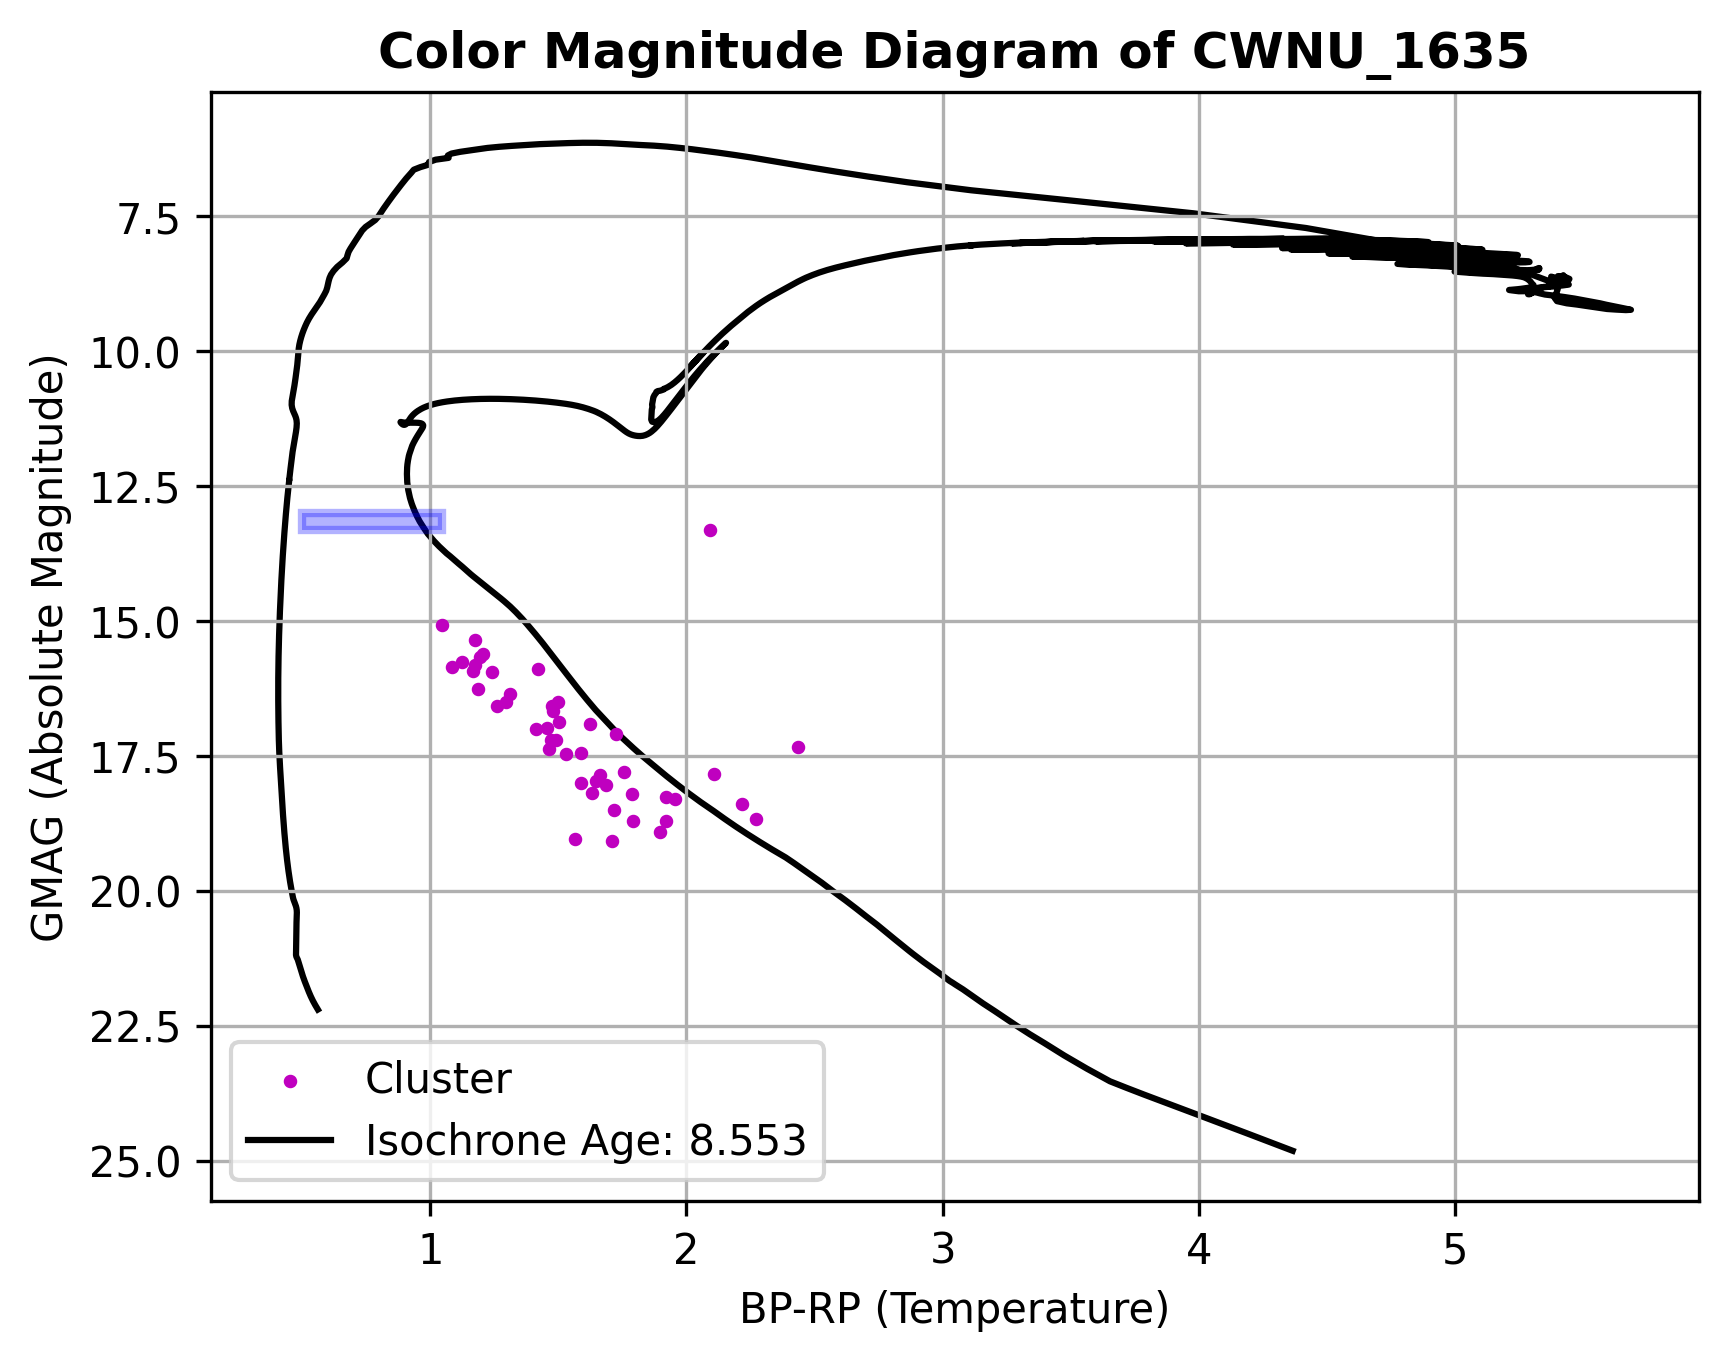 Color Magnitude Diagram of CWNU_1635
GMAG (Absolute Magnitude)
7.5
10.0
12.5
15.0
17.5
20.0
22.5
25.0
Cluster
Isochrone Age: 8.553
1
2
3
4
5
BP-RP (Temperature)